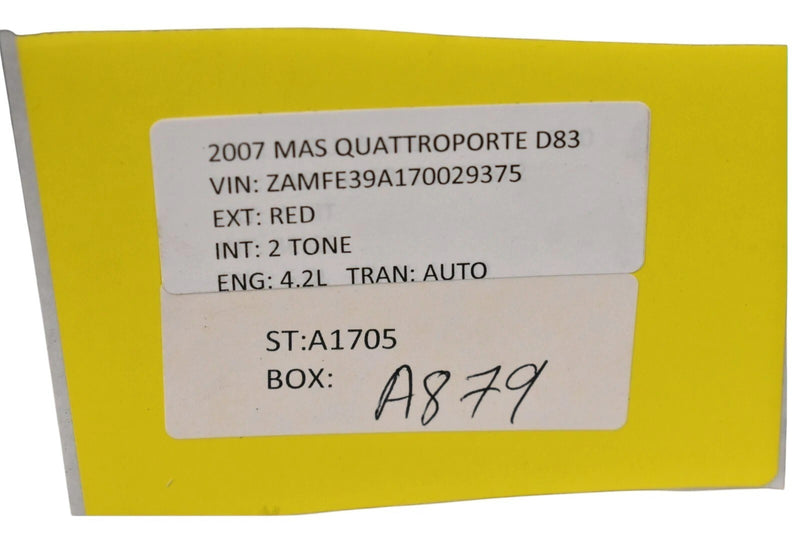 2007 MAS QUATTROPORTE D83
VIN: ZAMFE39A170029375
EXT: RED
INT: 2 TONE
ENG: 4.2L TRAN: AUTO
ST:A1705
BOX: A879